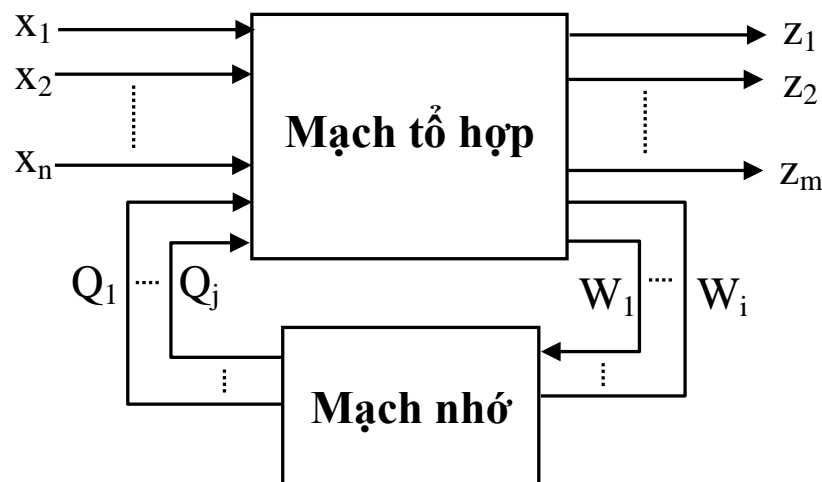 x1
z1
x2
z2
Mạch tổ hợp
xn
zm
Q1
Qj
W1
Wi
Mạch nhớ